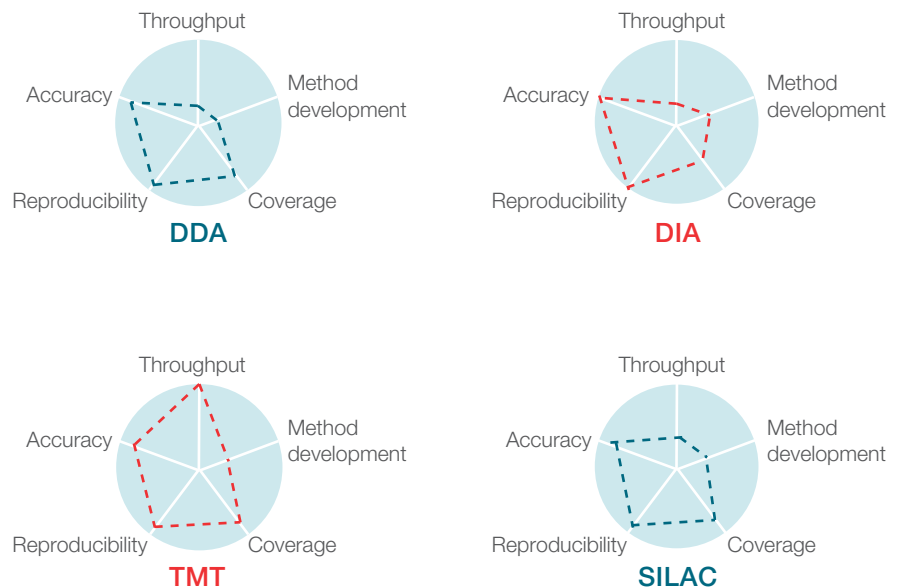 Throughput
Accuracy
Method
development
Reproducibility
Coverage
DDA
Throughput
Accuracy
Method
development
Reproducibility
Coverage
DIA
Throughput
Accuracy
Method
development
Reproducibility
Coverage
TMT
Throughput
Accuracy
Method
development
Reproducibility
Coverage
SILAC